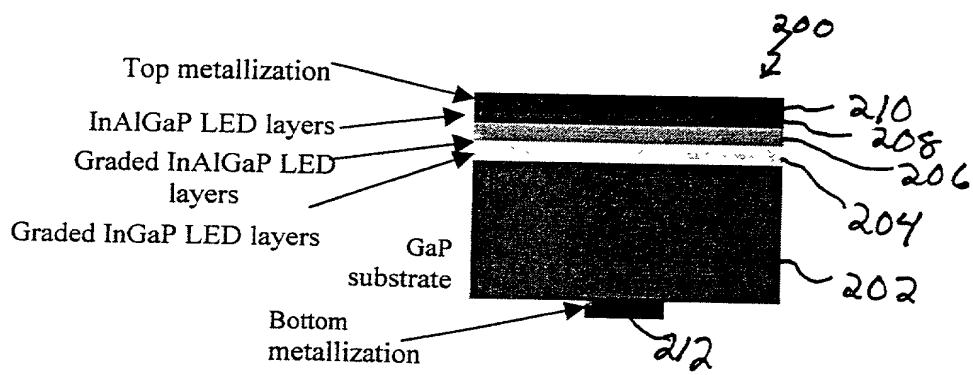 200
Top metallization
210
InAlGaP LED layers
208
Graded InAlGaP LED
layers
206
204
Graded InGaP LED layers
GaP
substrate
202
Bottom
metallization
212